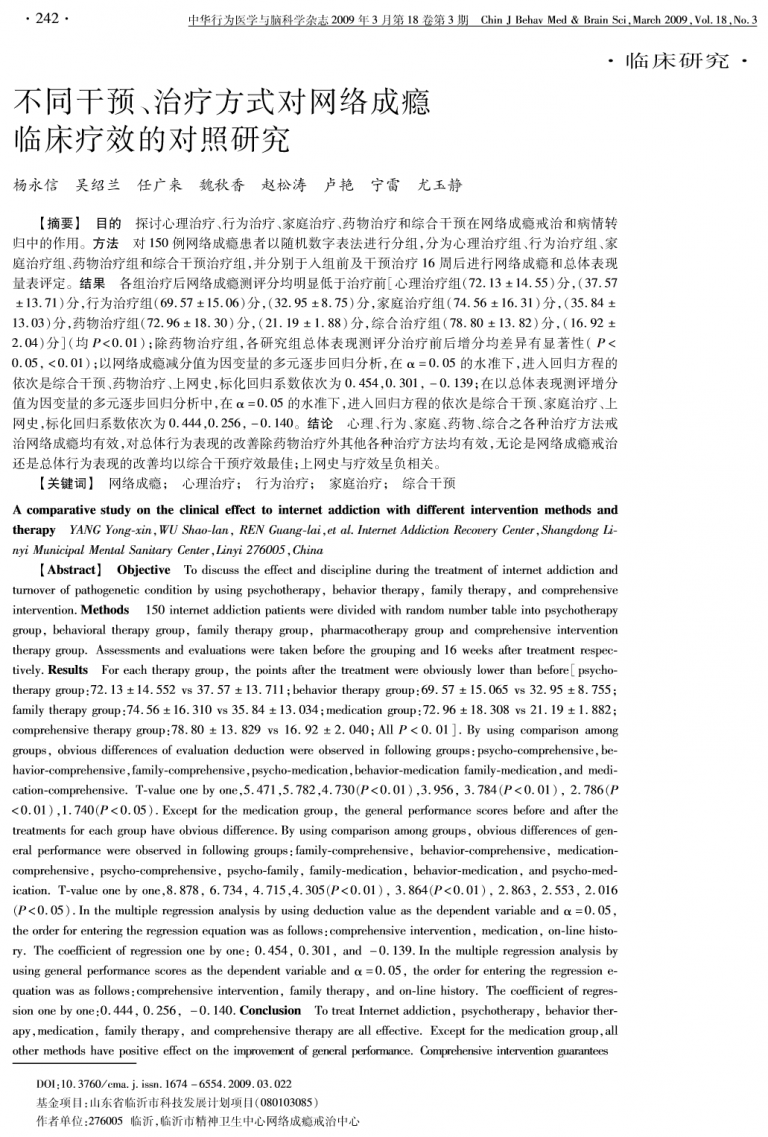 · 242 ·
中华行为医学与脑科学杂志 2009 年 3 月第 18 卷第 3 期 Chin J Behav Med & Brain Sci,March 2009,Vol. 18,No.3
· 临床研究 ·
不同干预、治疗方式对网络成瘾
临床疗效的对照研究
杨永信 吴绍兰 任广来 魏秋香 赵松涛 卢艳 宁雷 尤玉静
【摘要】 目的 探讨心理治疗、行为治疗、家庭治疗、药物治疗和综合干预在网络成瘾戒治和病情转
归中的作用。方法 对 150 例网络成瘾患者以随机数字表法进行分组,分为心理治疗组、行为治疗组、家
庭治疗组、药物治疗组和综合干预治疗组,并分别于入组前及干预治疗 16 周后进行网络成瘾和总体表现
量表评定。结果 各组治疗后网络成瘾测评分均明显低于治疗前[心理治疗组(72. 13 ±14. 55)分,(37. 57
±13. 71)分,行为治疗组(69. 57 ±15. 06)分,(32. 95 ±8. 75)分,家庭治疗组(74. 56 ±16. 31)分,(35. 84 ±
13. 03)分,药物治疗组(72. 96 ±18. 30)分,(21. 19 ±1. 88)分,综合治疗组(78. 80 ±13. 82)分,(16. 92 ±
2. 04)分](均 P<0. 01);除药物治疗组,各研究组总体表现测评分治疗前后增分均差异有显著性( P <
0. 05, <0. 01);以网络成瘾减分值为因变量的多元逐步回归分析,在 α = 0. 05 的水准下,进入回归方程的
依次是综合干预、药物治疗、上网史,标化回归系数依次为 0. 454,0. 301, - 0. 139;在以总体表现测评增分
值为因变量的多元逐步回归分析中,在 α = 0. 05 的水准下,进入回归方程的依次是综合干预、家庭治疗、上
网史,标化回归系数依次为 0. 444,0. 256, - 0. 140。结论 心理、行为、家庭、药物、综合之各种治疗方法戒
治网络成瘾均有效,对总体行为表现的改善除药物治疗外其他各种治疗方法均有效,无论是网络成瘾戒治
还是总体行为表现的改善均以综合干预疗效最佳;上网史与疗效呈负相关。
【关键词】 网络成瘾; 心理治疗; 行为治疗; 家庭治疗; 综合干预
A comparative study on the clinical effect to internet addiction with different intervention methods and
therapy YANG Yong-xin,WU Shao-lan, REN Guang-lai,et al. Internet Addiction Recovery Center,Shangdong Li-
nyi Municipal Mental Sanitary Center,Linyi 276005,China
【Abstract】 Objective To discuss the effect and discipline during the treatment of internet addiction and
turnover of pathogenetic condition by using psychotherapy, behavior therapy, family therapy, and comprehensive
intervention. Methods 150 internet addiction patients were divided with random number table into psychotherapy
group, behavioral therapy group, family therapy group, pharmacotherapy group and comprehensive intervention
therapy group. Assessments and evaluations were taken before the grouping and 16 weeks after treatment respec-
tively. Results For each therapy group, the points after the treatment were obviously lower than before[ psycho-
therapy group:72. 13 ±14. 552 vs 37. 57 ±13. 711;behavior therapy group:69. 57 ±15. 065 vs 32. 95 ±8. 755;
family therapy group:74. 56 ±16. 310 vs 35. 84 ±13. 034;medication group:72. 96 ±18. 308 vs 21. 19 ±1. 882;
comprehensive therapy group:78. 80 ± 13. 829 vs 16. 92 ± 2. 040; All P < 0. 01 ]. By using comparison among
groups, obvious differences of evaluation deduction were observed in following groups:psycho-comprehensive,be-
havior-comprehensive,family-comprehensive,psycho-medication,behavior-medication family-medication,and medi-
cation-comprehensive. T-value one by one,5. 471,5. 782,4. 730(P<0. 01),3. 956, 3. 784(P<0. 01), 2. 786(P
<0. 01),1. 740(P<0. 05). Except for the medication group, the general performance scores before and after the
treatments for each group have obvious difference. By using comparison among groups, obvious differences of gen-
eral performance were observed in following groups:family-comprehensive, behavior-comprehensive, medication-
comprehensive, psycho-comprehensive, psycho-family, family-medication, behavior-medication, and psycho-med-
ication. T-value one by one,8. 878, 6. 734, 4. 715,4. 305(P<0. 01), 3. 864(P<0. 01), 2. 863, 2. 553, 2. 016
(P<0. 05). In the multiple regression analysis by using deduction value as the dependent variable and α =0. 05,
the order for entering the regression equation was as follows:comprehensive intervention, medication, on-line histo-
ry. The coefficient of regression one by one: 0. 454, 0. 301, and - 0. 139. In the multiple regression analysis by
using general performance scores as the dependent variable and α = 0. 05, the order for entering the regression e-
quation was as follows:comprehensive intervention, family therapy, and on-line history. The coefficient of regres-
sion one by one:0. 444, 0. 256, - 0. 140. Conclusion To treat Internet addiction, psychotherapy, behavior ther-
apy,medication, family therapy, and comprehensive therapy are all effective. Except for the medication group,all
other methods have positive effect on the improvement of general performance. Comprehensive intervention guarantees
DOI:10. 3760/cma. j. issn. 1674 - 6554. 2009. 03. 022
基金项目:山东省临沂市科技发展计划项目(080103085)
作者单位:276005 临沂,临沂市精神卫生中心网络成瘾戒治中心